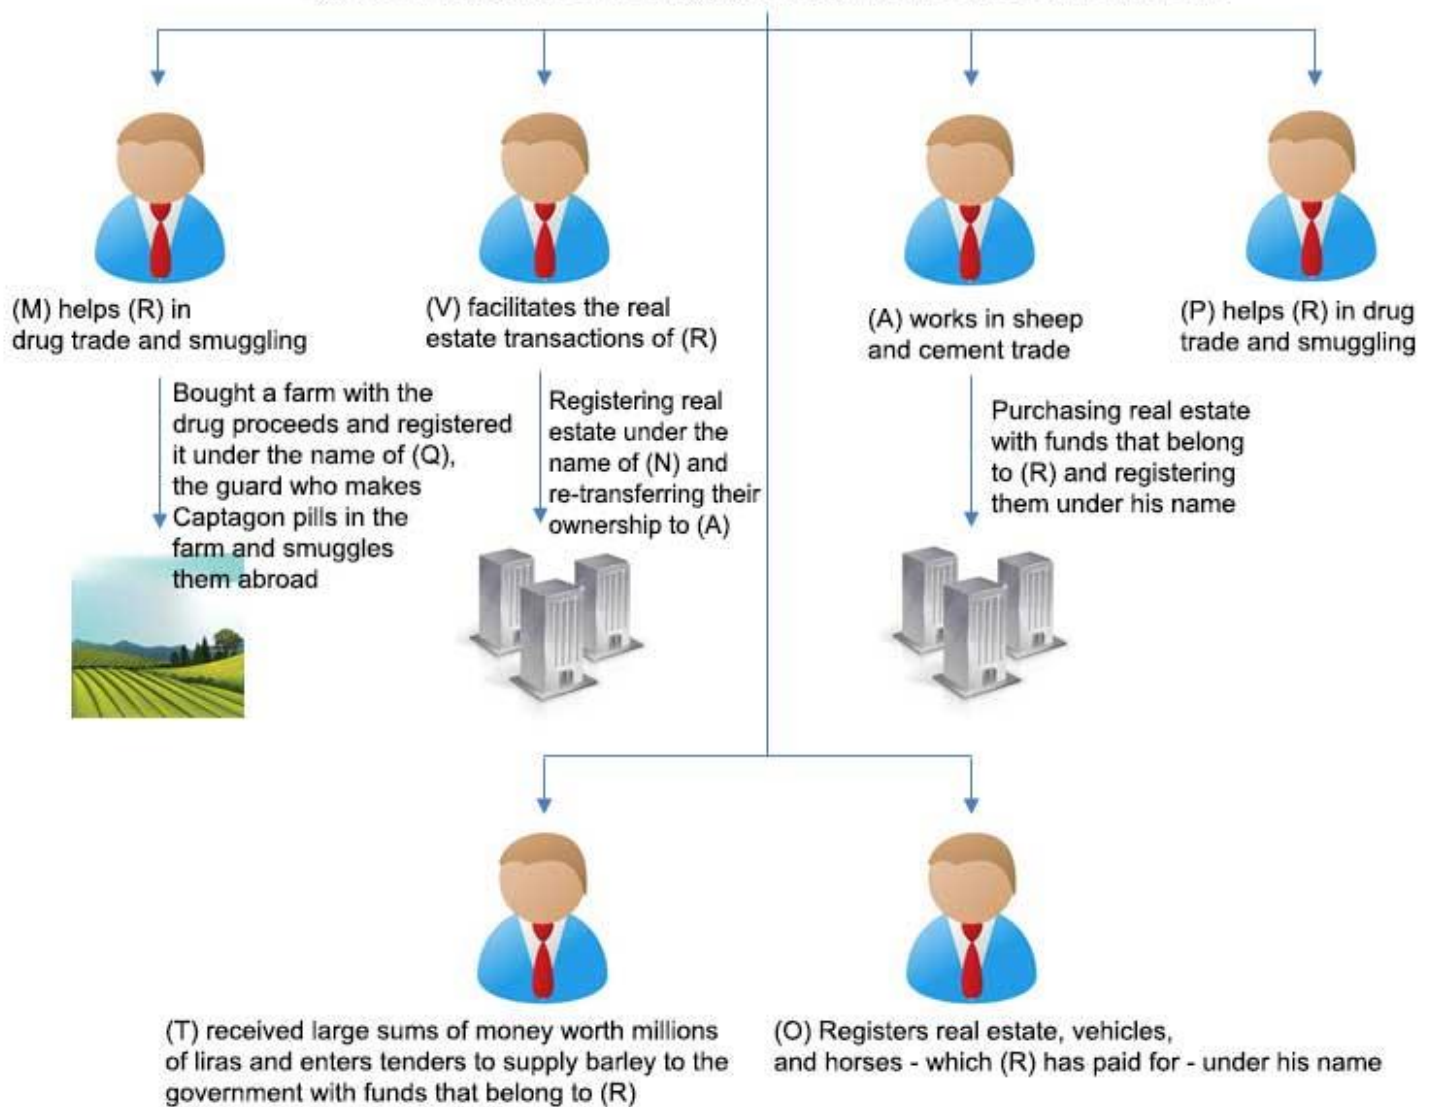 (M) helps (R) in
drug trade and smuggling
(V) facilitates the real
estate transactions of (R)
(A) works in sheep
and cement trade
(P) helps (R) in drug
trade and smuggling
Bought a farm with the
drug proceeds and registered
it under the name of (Q),
the guard who makes
Captagon pills in the
farm and smuggles
them abroad
Registering real
estate under the
name of (N) and
re-transferring their
ownership to (A)
Purchasing real estate
with funds that belong
to (R) and registering
them under his name
(T) received large sums of money worth millions
of liras and enters tenders to supply barley to the
government with funds that belong to (R)
(O) Registers real estate, vehicles,
and horses - which (R) has paid for - under his name